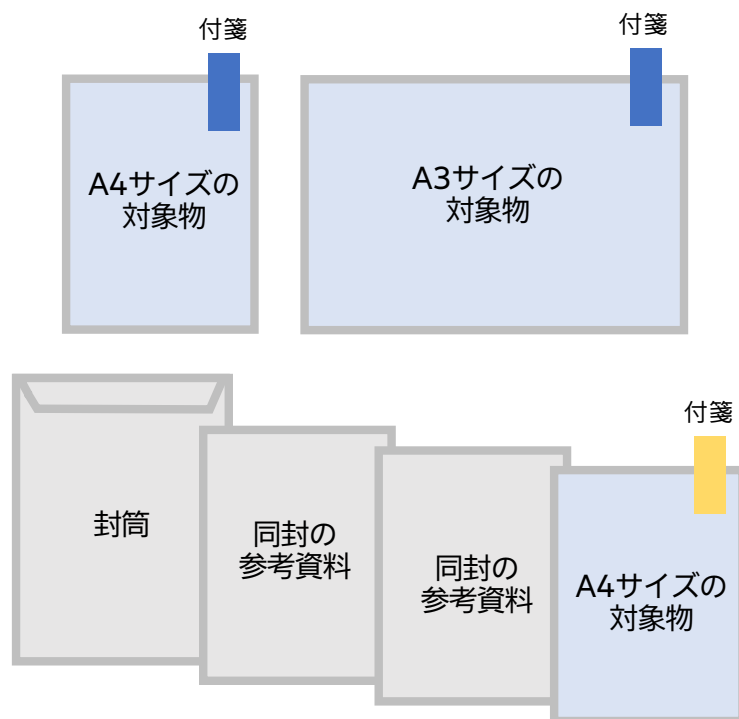 付箋
付箋
A4サイズの
対象物
A3サイズの
対象物
付箋
封筒
同封の
参考資料
同封の
参考資料
A4サイズの
対象物